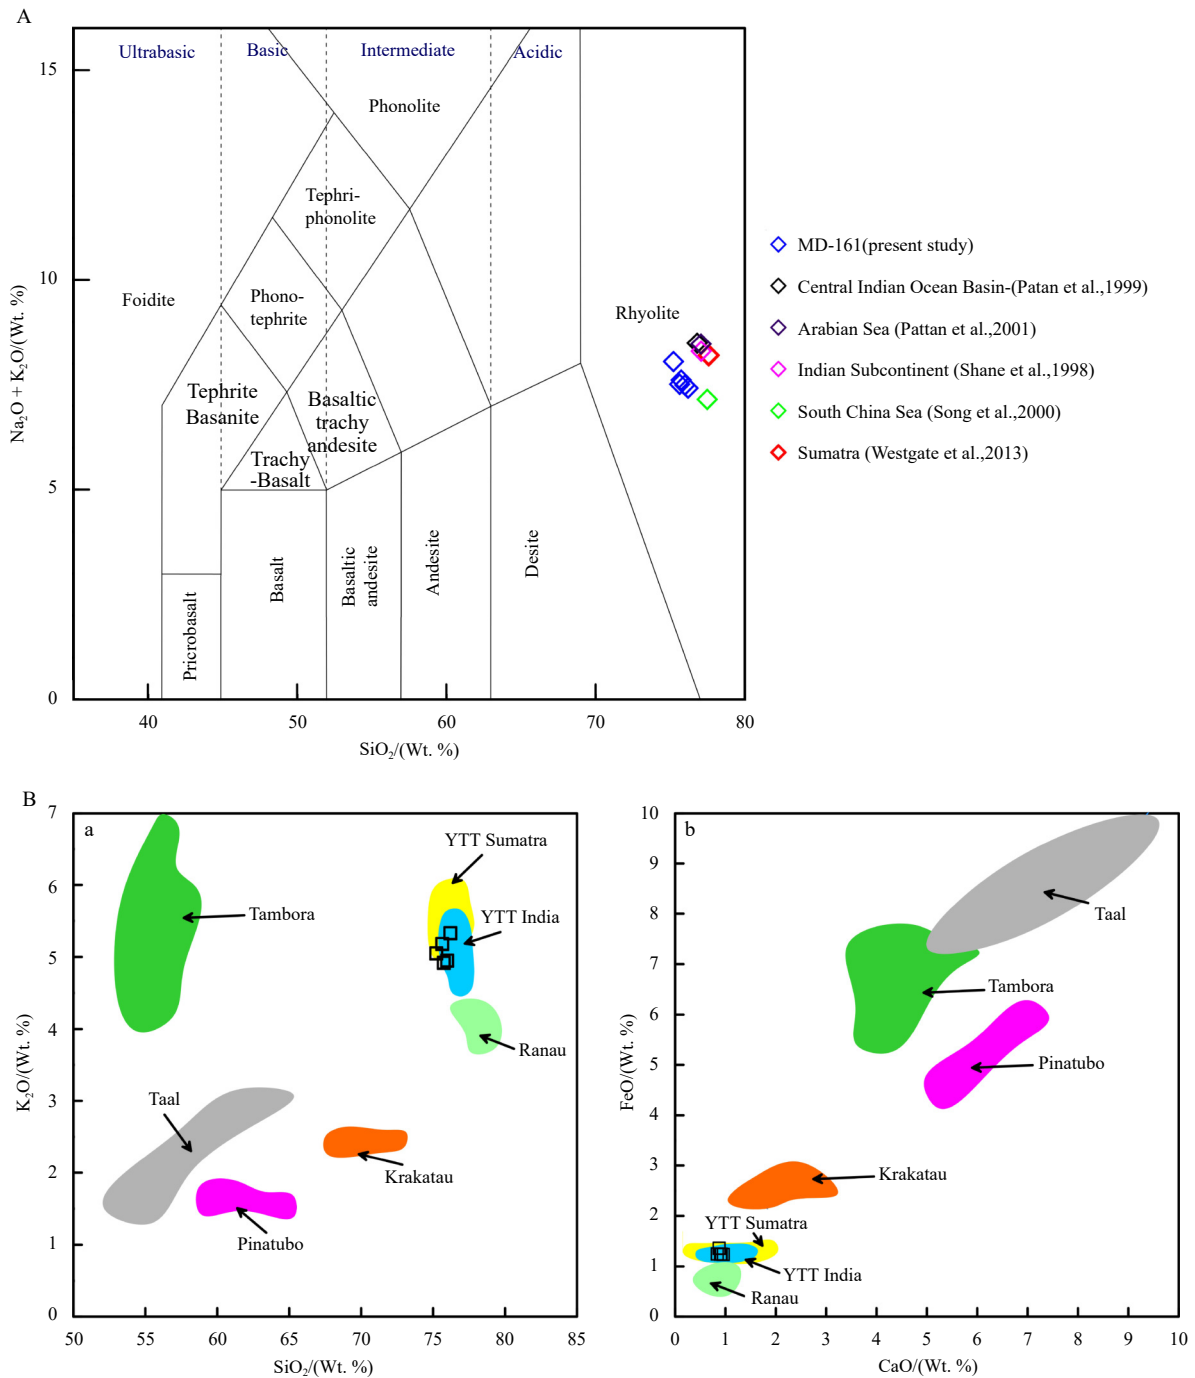 A
Ultrabasic
Basic
Intermediate
Acidic
Phonolite
Tephri-
phonolite
Foidite
Phono-
tephrite
Rhyolite
Tephrite
Basanite
Basaltic
trachy
andesite
Trachy
-Basalt
Pricrobasalt
Basalt
Basaltic
andesite
Andesite
Desite
15
10
5
0
Na₂O + K₂O/(Wt. %)
40
50
60
70
80
SiO₂/(Wt. %)
MD-161(present study)
Central Indian Ocean Basin-(Patan et al.,1999)
Arabian Sea (Pattan et al.,2001)
Indian Subcontinent (Shane et al.,1998)
South China Sea (Song et al.,2000)
Sumatra (Westgate et al.,2013)
B
a
7
6
5
4
3
2
1
0
K₂O/(Wt. %)
YTT Sumatra
YTT India
Tambora
Ranau
Taal
Krakatau
Pinatubo
50
55
60
65
70
75
80
85
SiO₂/(Wt. %)
b
10
9
8
7
6
5
4
3
2
1
0
FeO/(Wt. %)
Taal
Tambora
Pinatubo
Krakatau
YTT Sumatra
YTT India
Ranau
0
1
2
3
4
5
6
7
8
9
10
CaO/(Wt. %)